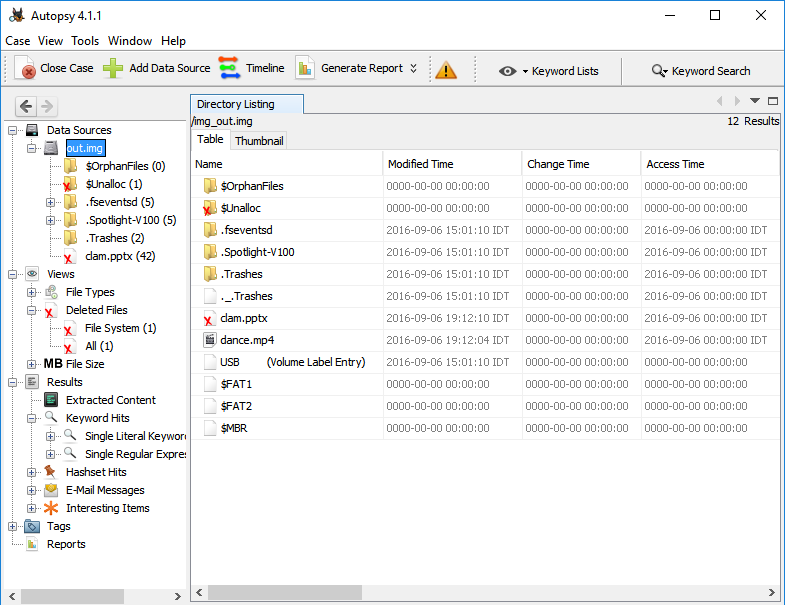 Autopsy 4.1.1
Case View Tools Window Help
Close Case Add Data Source Timeline Generate Report Keyword Lists Keyword Search
Data Sources
out.img
$OrphanFiles (0)
$Unalloc (1)
.fseventsd (5)
.Spotlight-V100 (5)
.Trashes (2)
clam.pptx (42)
Views
File Types
Deleted Files
File System (1)
All (1)
MB File Size
Results
Extracted Content
Keyword Hits
Single Literal Keywor
Single Regular Expre
Hashset Hits
E-Mail Messages
Interesting Items
Tags
Reports
Directory Listing
/img_out.img 12 Results
Table Thumbnail
Name Modified Time Change Time Access Time
$OrphanFiles 0000-00-00 00:00:00 0000-00-00 00:00:00 0000-00-00 00:00:00
$Unalloc 0000-00-00 00:00:00 0000-00-00 00:00:00 0000-00-00 00:00:00
.fseventsd 2016-09-06 15:01:10 IDT 0000-00-00 00:00:00 2016-09-06 00:00:00 IDT
.Spotlight-V100 2016-09-06 15:01:10 IDT 0000-00-00 00:00:00 2016-09-06 00:00:00 IDT
.Trashes 2016-09-06 15:01:10 IDT 0000-00-00 00:00:00 2016-09-06 00:00:00 IDT
._.Trashes 2016-09-06 15:01:10 IDT 0000-00-00 00:00:00 2016-09-06 00:00:00 IDT
clam.pptx 2016-09-06 19:12:10 IDT 0000-00-00 00:00:00 2016-09-06 00:00:00 IDT
dance.mp4 2016-09-06 19:12:04 IDT 0000-00-00 00:00:00 2016-09-06 00:00:00 IDT
USB (Volume Label Entry) 2016-09-06 15:01:10 IDT 0000-00-00 00:00:00 0000-00-00 00:00:00
$FAT1 0000-00-00 00:00:00 0000-00-00 00:00:00 0000-00-00 00:00:00
$FAT2 0000-00-00 00:00:00 0000-00-00 00:00:00 0000-00-00 00:00:00
$MBR 0000-00-00 00:00:00 0000-00-00 00:00:00 0000-00-00 00:00:00